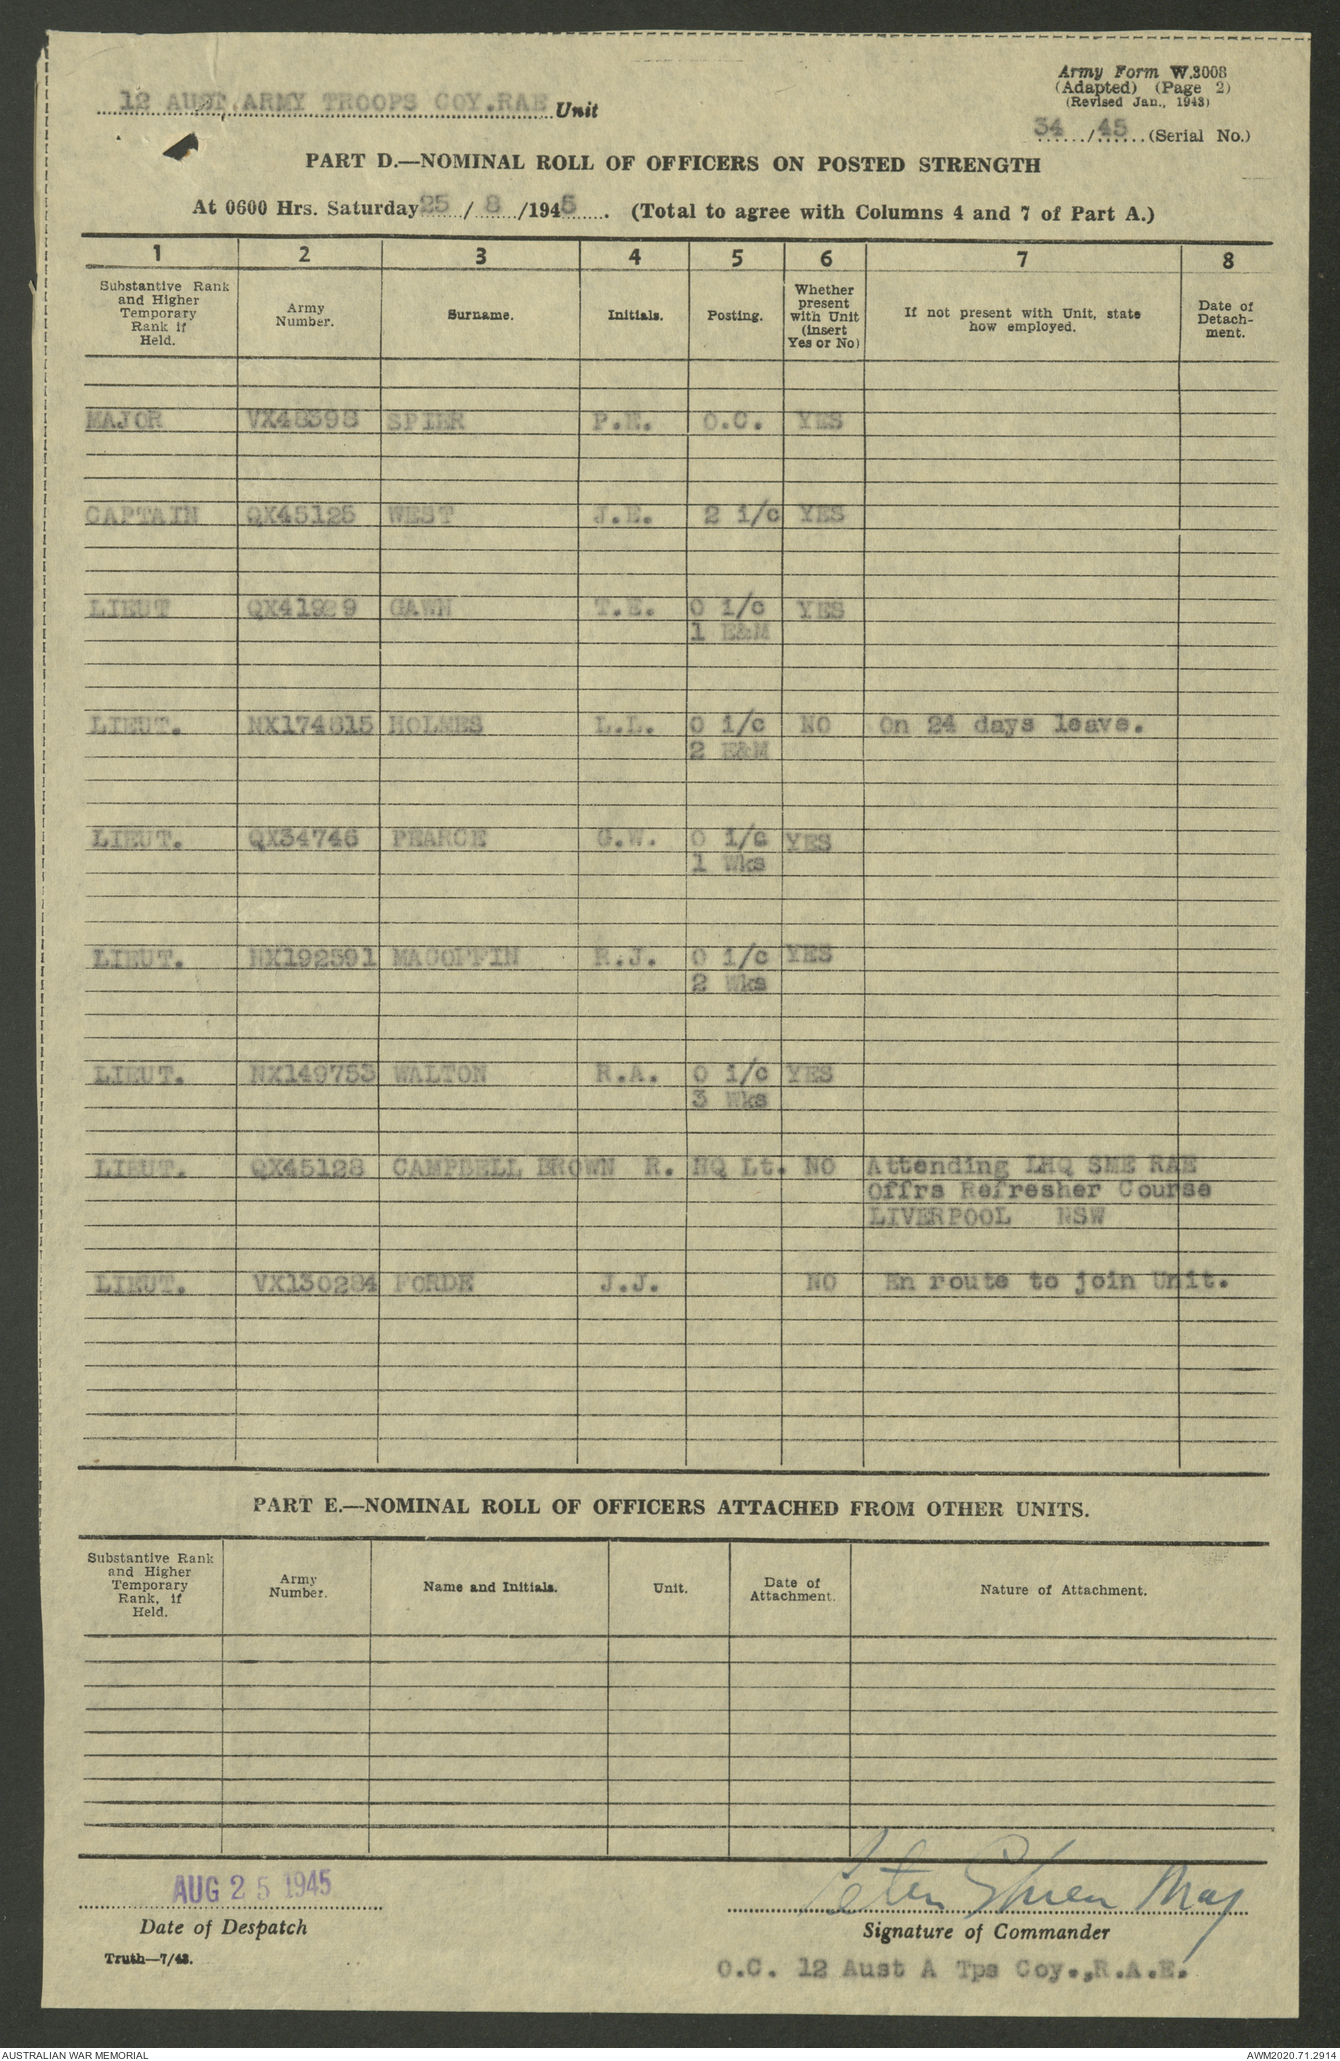 12 AUST.ARMY TROOPS COY.RAE Unit
Army Form W.3008
(Adapted) (Page 2)
(Revised Jan., 1943)
34/45 (Serial No.)
PART D.—NOMINAL ROLL OF OFFICERS ON POSTED STRENGTH
At 0600 Hrs. Saturday 25/8/1945. (Total to agree with Columns 4 and 7 of Part A.)
1 2 3 4 5 6 7 8
Substantive Rank and Higher Temporary Rank if Held.
Army Number.
Surname.
Initials.
Posting.
Whether present with Unit (insert Yes or No)
If not present with Unit, state how employed.
Date of Detach-ment.
MAJOR VX48398 SPIER P.E. O.C. YES
CAPTAIN QX45125 WEST J.E. 2 i/c YES
LIEUT QX41929 GAWN T.E. O i/c YES
1 E&M
LIEUT. NX174815 HOLMES L.L. O i/c NO On 24 days leave.
2 E&M
LIEUT. QX34746 PEARCE G.W. O i/c YES
1 Wks
LIEUT. NX192591 MACOFFIN R.J. O i/c YES
2 Wks
LIEUT. NX149753 WALTON R.A. O i/c YES
3 Wks
LIEUT. QX45128 CAMPBELL BROWN R. HQ Lt. NO Attending LHQ SME RAE
Offrs Refresher Course
LIVERPOOL NSW
LIEUT. VX130284 FORDE J.J. NO En route to join Unit.
PART E.—NOMINAL ROLL OF OFFICERS ATTACHED FROM OTHER UNITS.
Substantive Rank and Higher Temporary Rank, if Held.
Army Number.
Name and Initials.
Unit.
Date of Attachment.
Nature of Attachment.
AUG 25 1945
Peter Maj
Date of Despatch
Signature of Commander
Truth—7/43.
O.C. 12 Aust A Tps Coy.,R.A.E.
AUSTRALIAN WAR MEMORIAL
AWM2020.71.2914